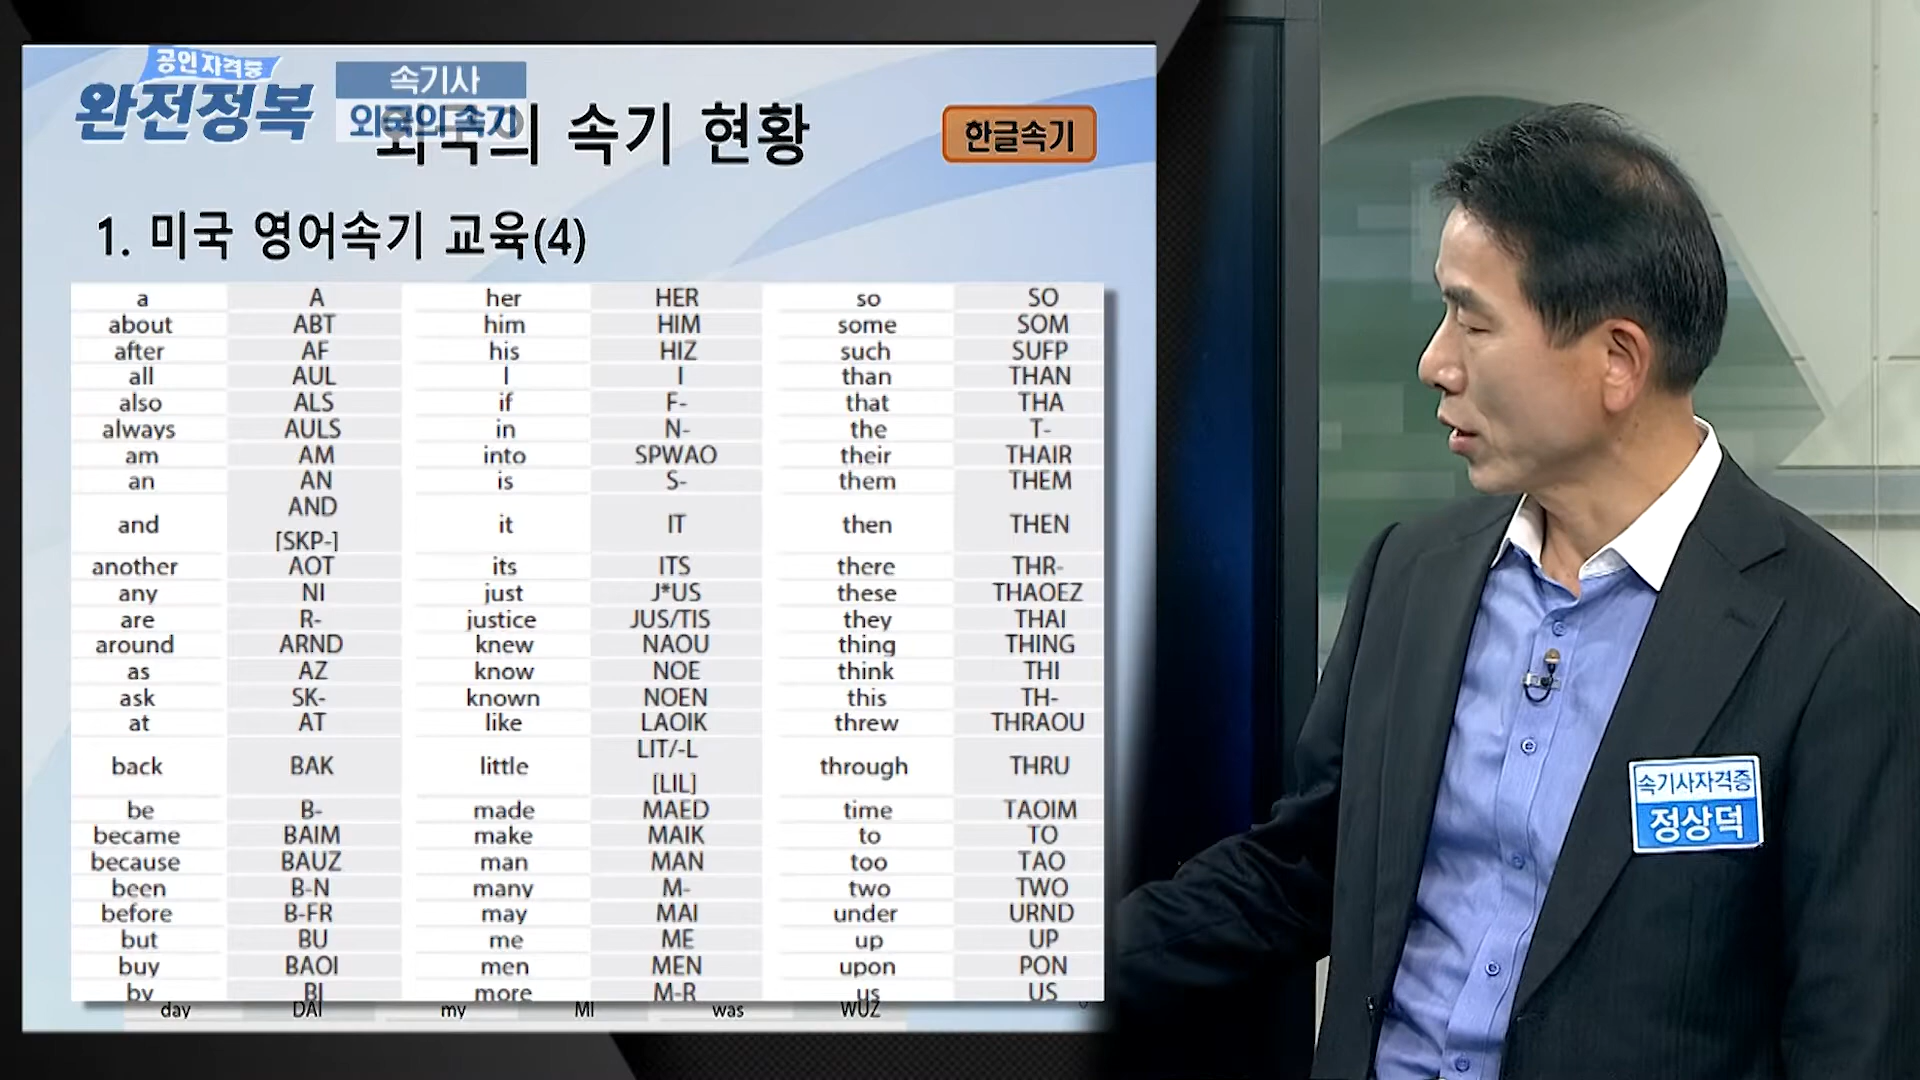 공인자격증
완전정복
속기사
외국의 속기
외국의 속기 현황
한글속기
1. 미국 영어속기 교육(4)
a A her HER so SO
about ABT him HIM some SOM
after AF his HIZ such SUFP
all AUL I I than THAN
also ALS if F- that THA
always AULS in N- the T-
am AM into SPWAO their THAIR
an AN is S- them THEM
and AND [SKP-] it IT then THEN
another AOT its ITS there THR-
any NI just J*US these THAOEZ
are R- justice JUS/TIS they THAI
around ARND knew NAOU thing THING
as AZ know NOE think THI
ask SK- known NOEN this TH-
at AT like LAOIK threw THRAOU
back BAK little LIT/-L [LIL] through THRU
be B- made MAED time TAOIM
became BAIM make MAIK to TO
because BAUZ man MAN too TAO
been B-N many M- two TWO
before B-FR may MAI under URND
but BU me ME up UP
buy BAOI men MEN upon PON
by BI more M-R us US
day DAI my MI was WUZ
속기사자격증
정상덕